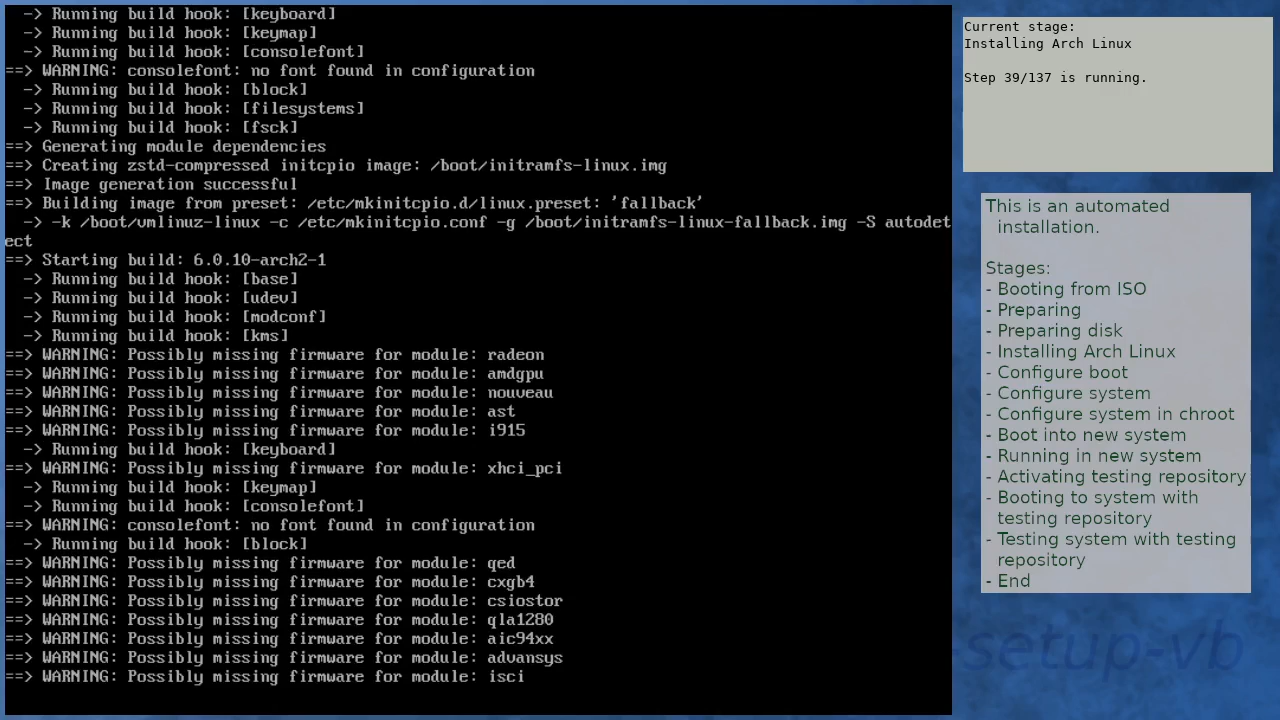 -> Running build hook: [keyboard]
  -> Running build hook: [keymap]
  -> Running build hook: [consolefont]
==> WARNING: consolefont: no font found in configuration
  -> Running build hook: [block]
  -> Running build hook: [filesystems]
  -> Running build hook: [fsck]
==> Generating module dependencies
==> Creating zstd-compressed initcpio image: /boot/initramfs-linux.img
==> Image generation successful
==> Building image from preset: /etc/mkinitcpio.d/linux.preset: 'fallback'
  -> -k /boot/vmlinuz-linux -c /etc/mkinitcpio.conf -g /boot/initramfs-linux-fallback.img -S autodet
ect
==> Starting build: 6.0.10-arch2-1
  -> Running build hook: [base]
  -> Running build hook: [udev]
  -> Running build hook: [modconf]
  -> Running build hook: [kms]
==> WARNING: Possibly missing firmware for module: radeon
==> WARNING: Possibly missing firmware for module: amdgpu
==> WARNING: Possibly missing firmware for module: nouveau
==> WARNING: Possibly missing firmware for module: ast
==> WARNING: Possibly missing firmware for module: i915
  -> Running build hook: [keyboard]
==> WARNING: Possibly missing firmware for module: xhci_pci
  -> Running build hook: [keymap]
  -> Running build hook: [consolefont]
==> WARNING: consolefont: no font found in configuration
  -> Running build hook: [block]
==> WARNING: Possibly missing firmware for module: qed
==> WARNING: Possibly missing firmware for module: cxgb4
==> WARNING: Possibly missing firmware for module: csiostor
==> WARNING: Possibly missing firmware for module: qla1280
==> WARNING: Possibly missing firmware for module: aic94xx
==> WARNING: Possibly missing firmware for module: advansys
==> WARNING: Possibly missing firmware for module: isci
Current stage:
Installing Arch Linux
Step 39/137 is running.
This is an automated
installation.
Stages:
- Booting from ISO
- Preparing
- Preparing disk
- Installing Arch Linux
- Configure boot
- Configure system
- Configure system in chroot
- Boot into new system
- Running in new system
- Activating testing repository
- Booting to system with
testing repository
- Testing system with testing
repository
- End
-setup-vb